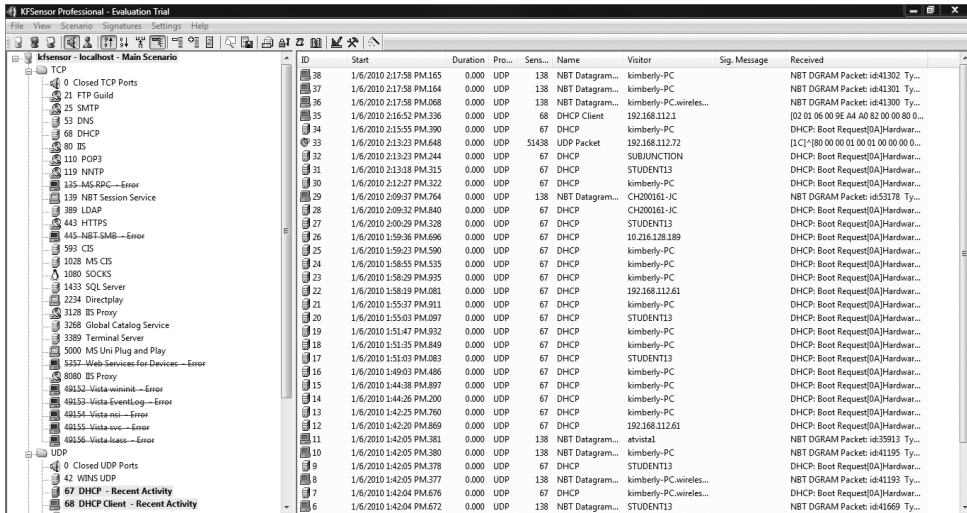 KFSensor Professional - Evaluation Trial
File View Scenario Signatures Settings Help
kfsensor - localhost - Main Scenario
TCP
0 Closed TCP Ports
21 FTP Guild
25 SMTP
53 DNS
68 DHCP
80 IIS
110 POP3
119 NNTP
135 MS RPC - Error
139 NBT Session Service
389 LDAP
443 HTTPS
445 NBT SMB - Error
593 CIS
1028 MS CIS
1080 SOCKS
1433 SQL Server
2234 Directplay
3128 IIS Proxy
3268 Global Catalog Service
3389 Terminal Server
5000 MS Uni Plug and Play
5357 Web Services for Devices - Error
8080 IIS Proxy
49152 Vista wininit - Error
49153 Vista EventLog - Error
49154 Vista nsi - Error
49155 Vista svc - Error
49156 Vista lsass - Error
UDP
0 Closed UDP Ports
42 WINS UDP
67 DHCP - Recent Activity
68 DHCP Client - Recent Activity
ID Start Duration Pro... Sens... Name Visitor Sig. Message Received
38 1/6/2010 2:17:58 PM.165 0.000 UDP 138 NBT Datagram... kimberly-PC NBT DGRAM Packet: id:41302 Ty...
37 1/6/2010 2:17:58 PM.164 0.000 UDP 138 NBT Datagram... kimberly-PC NBT DGRAM Packet: id:41301 Ty...
36 1/6/2010 2:17:58 PM.068 0.000 UDP 138 NBT Datagram... kimberly-PC.wireles... NBT DGRAM Packet: id:41300 Ty...
35 1/6/2010 2:16:52 PM.336 0.000 UDP 68 DHCP Client 192.168.112.1 [02 01 06 00 9E A4 A0 82 00 00 80 0...
34 1/6/2010 2:15:55 PM.390 0.000 UDP 67 DHCP kimberly-PC DHCP: Boot Request[0A]Hardwar...
33 1/6/2010 2:13:23 PM.648 0.000 UDP 51438 UDP Packet 192.168.112.72 [1C]^[80 00 00 01 00 01 00 00 00 0...
32 1/6/2010 2:13:23 PM.244 0.000 UDP 67 DHCP SUBJUNCTION DHCP: Boot Request[0A]Hardwar...
31 1/6/2010 2:13:18 PM.315 0.000 UDP 67 DHCP STUDENT13 DHCP: Boot Request[0A]Hardwar...
30 1/6/2010 2:12:27 PM.322 0.000 UDP 67 DHCP kimberly-PC DHCP: Boot Request[0A]Hardwar...
29 1/6/2010 2:09:37 PM.764 0.000 UDP 138 NBT Datagram... CH200161-JC NBT DGRAM Packet: id:53178 Ty...
28 1/6/2010 2:09:32 PM.840 0.000 UDP 67 DHCP CH200161-JC DHCP: Boot Request[0A]Hardwar...
27 1/6/2010 2:00:29 PM.328 0.000 UDP 67 DHCP STUDENT13 DHCP: Boot Request[0A]Hardwar...
26 1/6/2010 1:59:36 PM.696 0.000 UDP 67 DHCP 10.216.128.189 DHCP: Boot Request[0A]Hardwar...
25 1/6/2010 1:59:23 PM.590 0.000 UDP 67 DHCP kimberly-PC DHCP: Boot Request[0A]Hardwar...
24 1/6/2010 1:58:55 PM.535 0.000 UDP 67 DHCP kimberly-PC DHCP: Boot Request[0A]Hardwar...
23 1/6/2010 1:58:29 PM.935 0.000 UDP 67 DHCP kimberly-PC DHCP: Boot Request[0A]Hardwar...
22 1/6/2010 1:58:19 PM.081 0.000 UDP 67 DHCP 192.168.112.61 DHCP: Boot Request[0A]Hardwar...
21 1/6/2010 1:55:37 PM.911 0.000 UDP 67 DHCP kimberly-PC DHCP: Boot Request[0A]Hardwar...
20 1/6/2010 1:55:03 PM.097 0.000 UDP 67 DHCP STUDENT13 DHCP: Boot Request[0A]Hardwar...
19 1/6/2010 1:51:47 PM.932 0.000 UDP 67 DHCP kimberly-PC DHCP: Boot Request[0A]Hardwar...
18 1/6/2010 1:51:35 PM.849 0.000 UDP 67 DHCP kimberly-PC DHCP: Boot Request[0A]Hardwar...
17 1/6/2010 1:51:03 PM.083 0.000 UDP 67 DHCP STUDENT13 DHCP: Boot Request[0A]Hardwar...
16 1/6/2010 1:49:03 PM.486 0.000 UDP 67 DHCP kimberly-PC DHCP: Boot Request[0A]Hardwar...
15 1/6/2010 1:44:38 PM.897 0.000 UDP 67 DHCP kimberly-PC DHCP: Boot Request[0A]Hardwar...
14 1/6/2010 1:44:26 PM.200 0.000 UDP 67 DHCP kimberly-PC DHCP: Boot Request[0A]Hardwar...
13 1/6/2010 1:42:25 PM.760 0.000 UDP 67 DHCP kimberly-PC DHCP: Boot Request[0A]Hardwar...
12 1/6/2010 1:42:20 PM.869 0.000 UDP 67 DHCP 192.168.112.61 DHCP: Boot Request[0A]Hardwar...
11 1/6/2010 1:42:05 PM.381 0.000 UDP 138 NBT Datagram... atvista1 NBT DGRAM Packet: id:35913 Ty...
10 1/6/2010 1:42:05 PM.380 0.000 UDP 138 NBT Datagram... kimberly-PC NBT DGRAM Packet: id:41195 Ty...
9 1/6/2010 1:42:05 PM.378 0.000 UDP 67 DHCP STUDENT13 DHCP: Boot Request[0A]Hardwar...
8 1/6/2010 1:42:05 PM.377 0.000 UDP 138 NBT Datagram... kimberly-PC.wireles... NBT DGRAM Packet: id:41193 Ty...
7 1/6/2010 1:42:04 PM.676 0.000 UDP 67 DHCP kimberly-PC.wireles... DHCP: Boot Request[0A]Hardwar...
6 1/6/2010 1:42:04 PM.672 0.000 UDP 138 NBT Datagram... STUDENT13 NBT DGRAM Packet: id:41669 Ty...